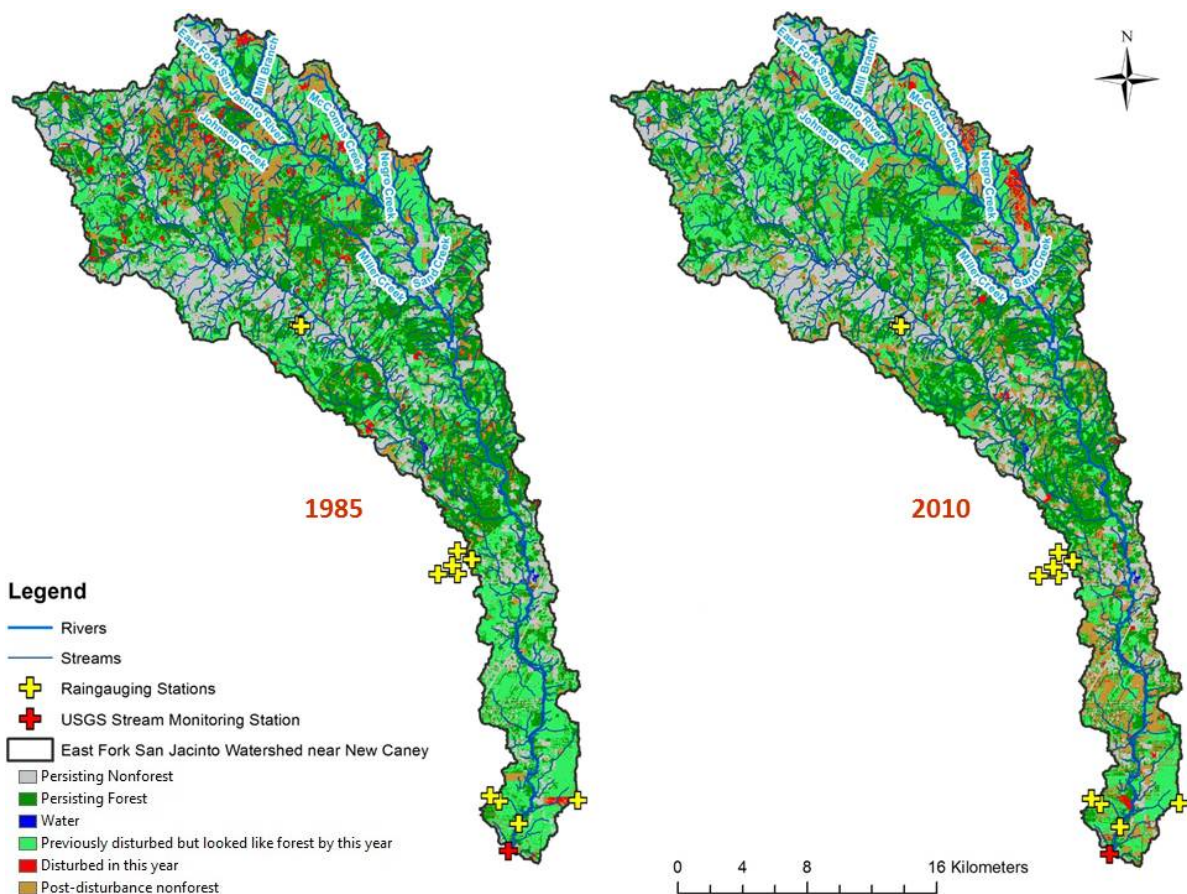 East Fork San Jacinto River
Mill Branch
McCombs Creek
Johnson Creek
Negro Creek
Miller Creek
Sand Creek
1985
East Fork San Jacinto River
Mill Branch
McCombs Creek
Johnson Creek
Negro Creek
Miller Creek
Sand Creek
2010
N
Legend
Rivers
Streams
Raingauging Stations
USGS Stream Monitoring Station
East Fork San Jacinto Watershed near New Caney
Persisting Nonforest
Persisting Forest
Water
Previously disturbed but looked like forest by this year
Disturbed in this year
Post-disturbance nonforest
0 4 8 16 Kilometers